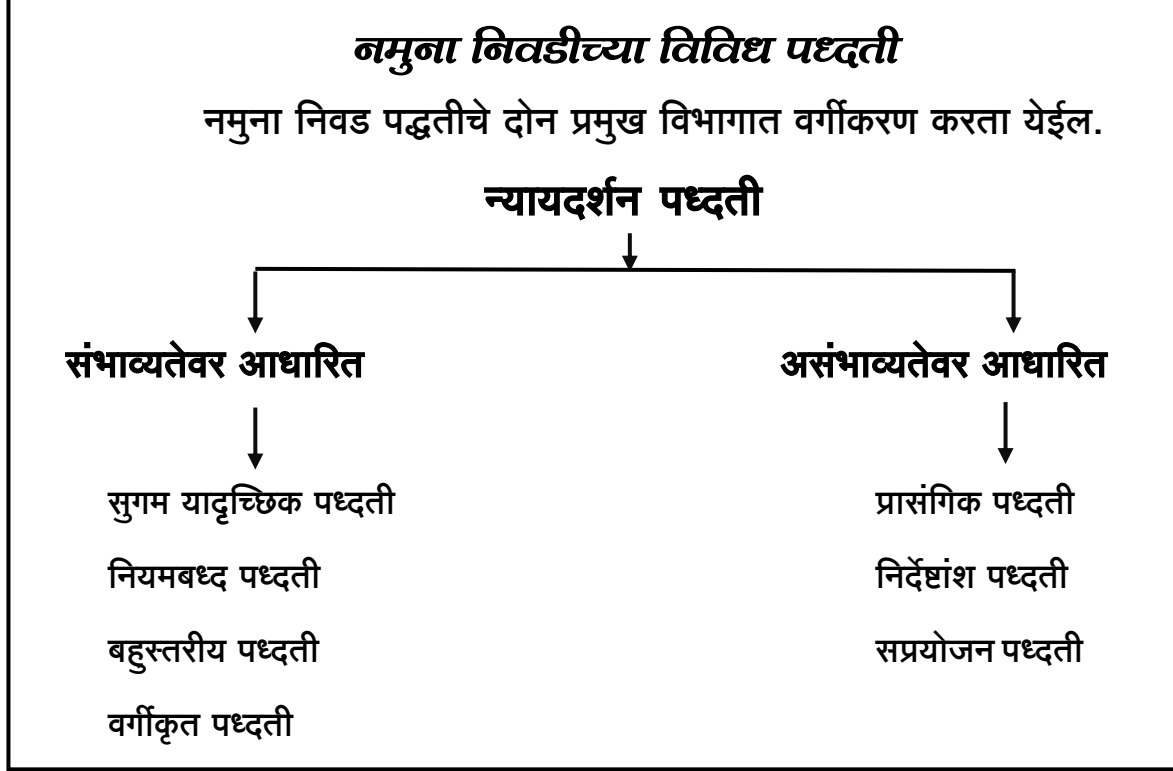 नमुना निवडीच्या विविध पध्दती
नमुना निवड पद्धतीचे दोन प्रमुख विभागात वर्गीकरण करता येईल.
न्यायदर्शन पध्दती
संभाव्यतेवर आधारित
असंभाव्यतेवर आधारित
सुगम यादृच्छिक पध्दती
प्रासंगिक पध्दती
नियमबध्द पध्दती
निर्देष्टांश पध्दती
बहुस्तरीय पध्दती
सप्रयोजन पध्दती
वर्गीकृत पध्दती